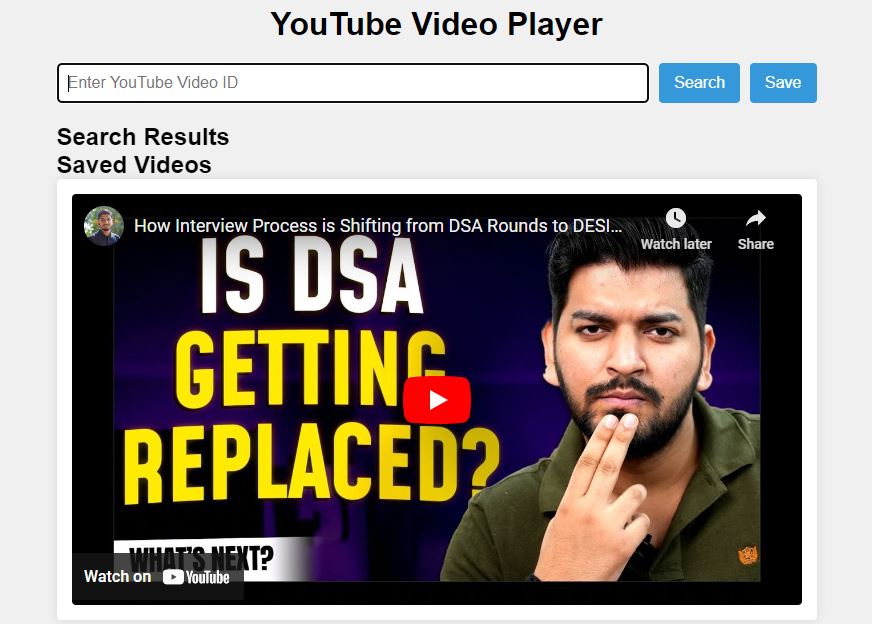 YouTube Video Player
Enter YouTube Video ID
Search
Save
Search Results
Saved Videos
How Interview Process is Shifting from DSA Rounds to DESI...
Watch later
Share
IS DSA
GETTING
REPLACED?
WHAT'S NEXT?
Watch on YouTube